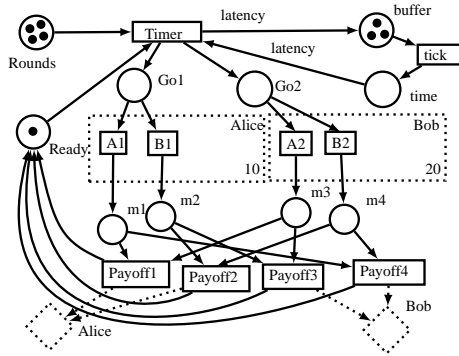 buffer
latency
Timer
latency
tick
Rounds
Go1
Go2
time
Alice
Bob
Ready
A1
B1
A2
B2
10
20
m1
m2
m3
m4
Payoff1
Payoff2
Payoff3
Payoff4
Alice
Bob